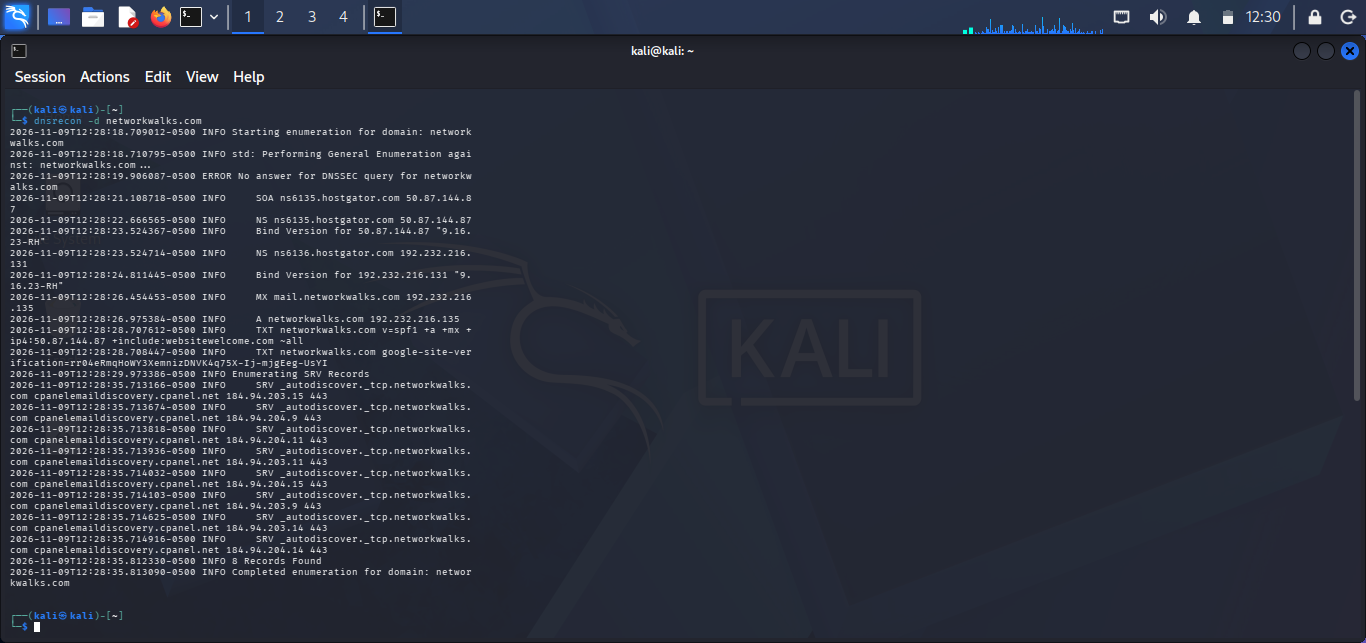 1 2 3 4 12:30
kali@kali: ~
Session Actions Edit View Help
┌──(kali㉿kali)-[~]
└─$ dnsrecon -d networkwalks.com
2026-11-09T12:28:18.709012-0500 INFO Starting enumeration for domain: network
walks.com
2026-11-09T12:28:18.710795-0500 INFO std: Performing General Enumeration agai
nst: networkwalks.com...
2026-11-09T12:28:19.906087-0500 ERROR No answer for DNSSEC query for networkw
alks.com
2026-11-09T12:28:21.108718-0500 INFO     SOA ns6135.hostgator.com 50.87.144.8
7
2026-11-09T12:28:22.666565-0500 INFO     NS ns6135.hostgator.com 50.87.144.87
2026-11-09T12:28:23.524367-0500 INFO     Bind Version for 50.87.144.87 "9.16.
23-RH"
2026-11-09T12:28:23.524714-0500 INFO     NS ns6136.hostgator.com 192.232.216.
131
2026-11-09T12:28:24.811445-0500 INFO     Bind Version for 192.232.216.131 "9.
16.23-RH"
2026-11-09T12:28:26.454453-0500 INFO     MX mail.networkwalks.com 192.232.216
.135
2026-11-09T12:28:26.975384-0500 INFO     A networkwalks.com 192.232.216.135
2026-11-09T12:28:28.707612-0500 INFO     TXT networkwalks.com v=spf1 +a +mx +
ip4:50.87.144.87 +include:websitewelcome.com ~all
2026-11-09T12:28:28.708447-0500 INFO     TXT networkwalks.com google-site-ver
ification=rr04eRmqHoWY3XemnizDNVK4q75X-Ij-mjgEeg-UsYI
2026-11-09T12:28:29.973386-0500 INFO Enumerating SRV Records
2026-11-09T12:28:35.713166-0500 INFO     SRV _autodiscover._tcp.networkwalks.
com cpanelemaildiscovery.cpanel.net 184.94.203.15 443
2026-11-09T12:28:35.713674-0500 INFO     SRV _autodiscover._tcp.networkwalks.
com cpanelemaildiscovery.cpanel.net 184.94.204.9 443
2026-11-09T12:28:35.713818-0500 INFO     SRV _autodiscover._tcp.networkwalks.
com cpanelemaildiscovery.cpanel.net 184.94.204.11 443
2026-11-09T12:28:35.713936-0500 INFO     SRV _autodiscover._tcp.networkwalks.
com cpanelemaildiscovery.cpanel.net 184.94.203.11 443
2026-11-09T12:28:35.714032-0500 INFO     SRV _autodiscover._tcp.networkwalks.
com cpanelemaildiscovery.cpanel.net 184.94.204.15 443
2026-11-09T12:28:35.714103-0500 INFO     SRV _autodiscover._tcp.networkwalks.
com cpanelemaildiscovery.cpanel.net 184.94.203.9 443
2026-11-09T12:28:35.714625-0500 INFO     SRV _autodiscover._tcp.networkwalks.
com cpanelemaildiscovery.cpanel.net 184.94.203.14 443
2026-11-09T12:28:35.714916-0500 INFO     SRV _autodiscover._tcp.networkwalks.
com cpanelemaildiscovery.cpanel.net 184.94.204.14 443
2026-11-09T12:28:35.812330-0500 INFO 8 Records Found
2026-11-09T12:28:35.813090-0500 INFO Completed enumeration for domain: networ
kwalks.com
┌──(kali㉿kali)-[~]
└─$
KALI